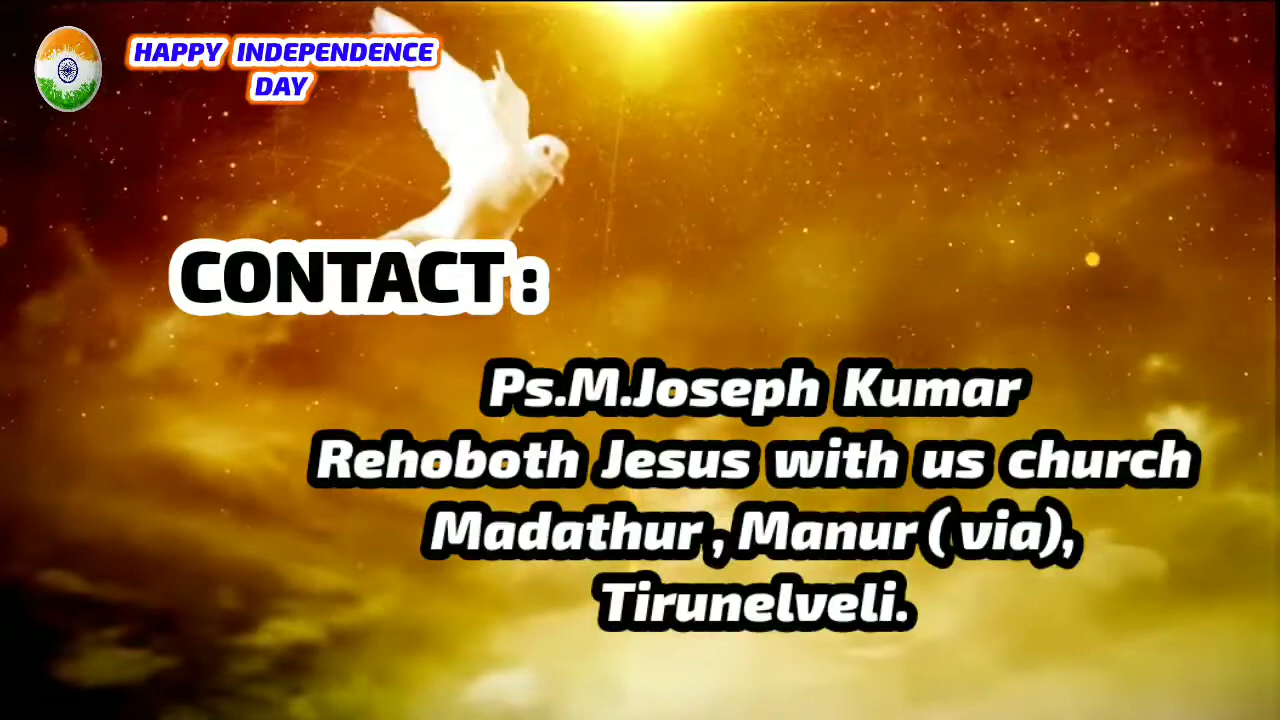 HAPPY INDEPENDENCE
DAY
CONTACT :
Ps.M.Joseph Kumar
Rehoboth Jesus with us church
Madathur , Manur ( via),
Tirunelveli.